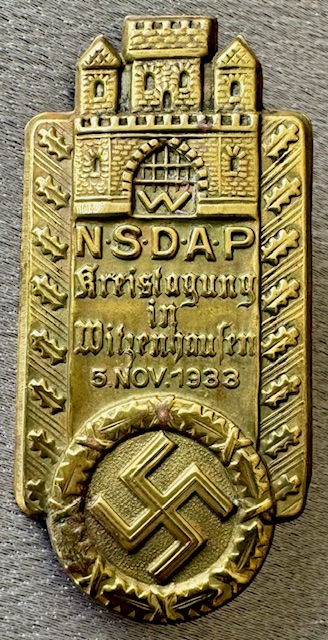 W
N·S·D·A·P
Kreistagung
in
Witzenhausen
5.NOV.1933